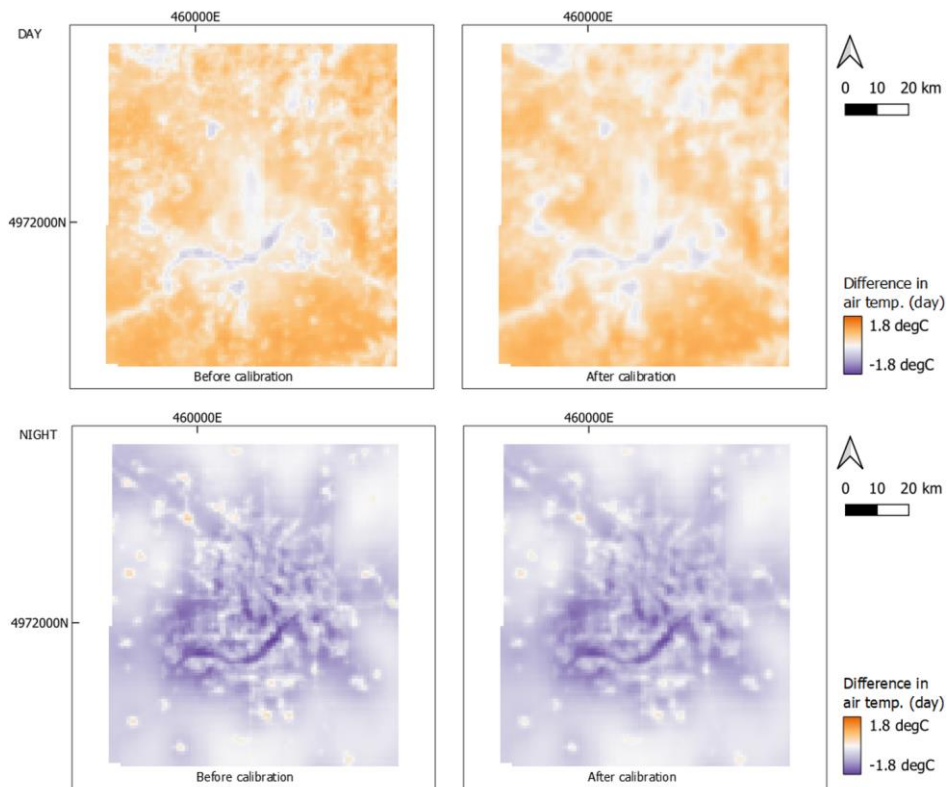 460000E
460000E
DAY
0 10 20 km
4972000N
Difference in
air temp. (day)
1.8 degC
-1.8 degC
Before calibration
After calibration
460000E
460000E
NIGHT
0 10 20 km
4972000N
Difference in
air temp. (day)
1.8 degC
-1.8 degC
Before calibration
After calibration